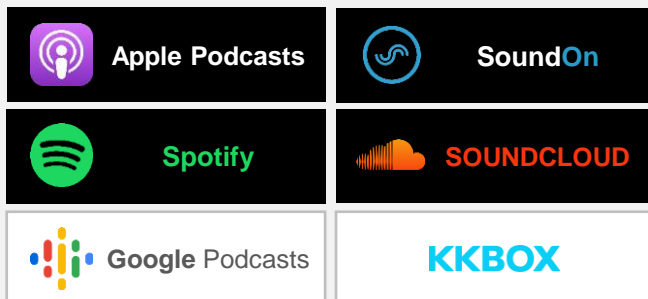 Apple Podcasts
SoundOn
Spotify
SOUNDCLOUD
Google Podcasts
KKBOX